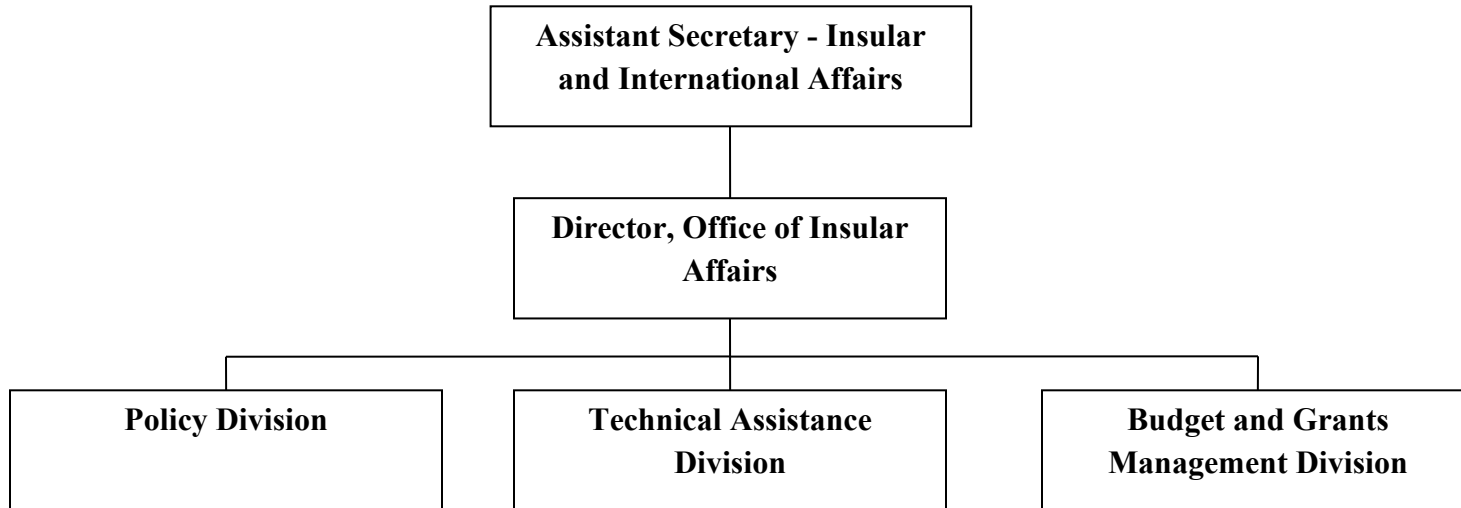 Assistant Secretary - Insular
and International Affairs
Director, Office of Insular
Affairs
Policy Division
Technical Assistance
Division
Budget and Grants
Management Division